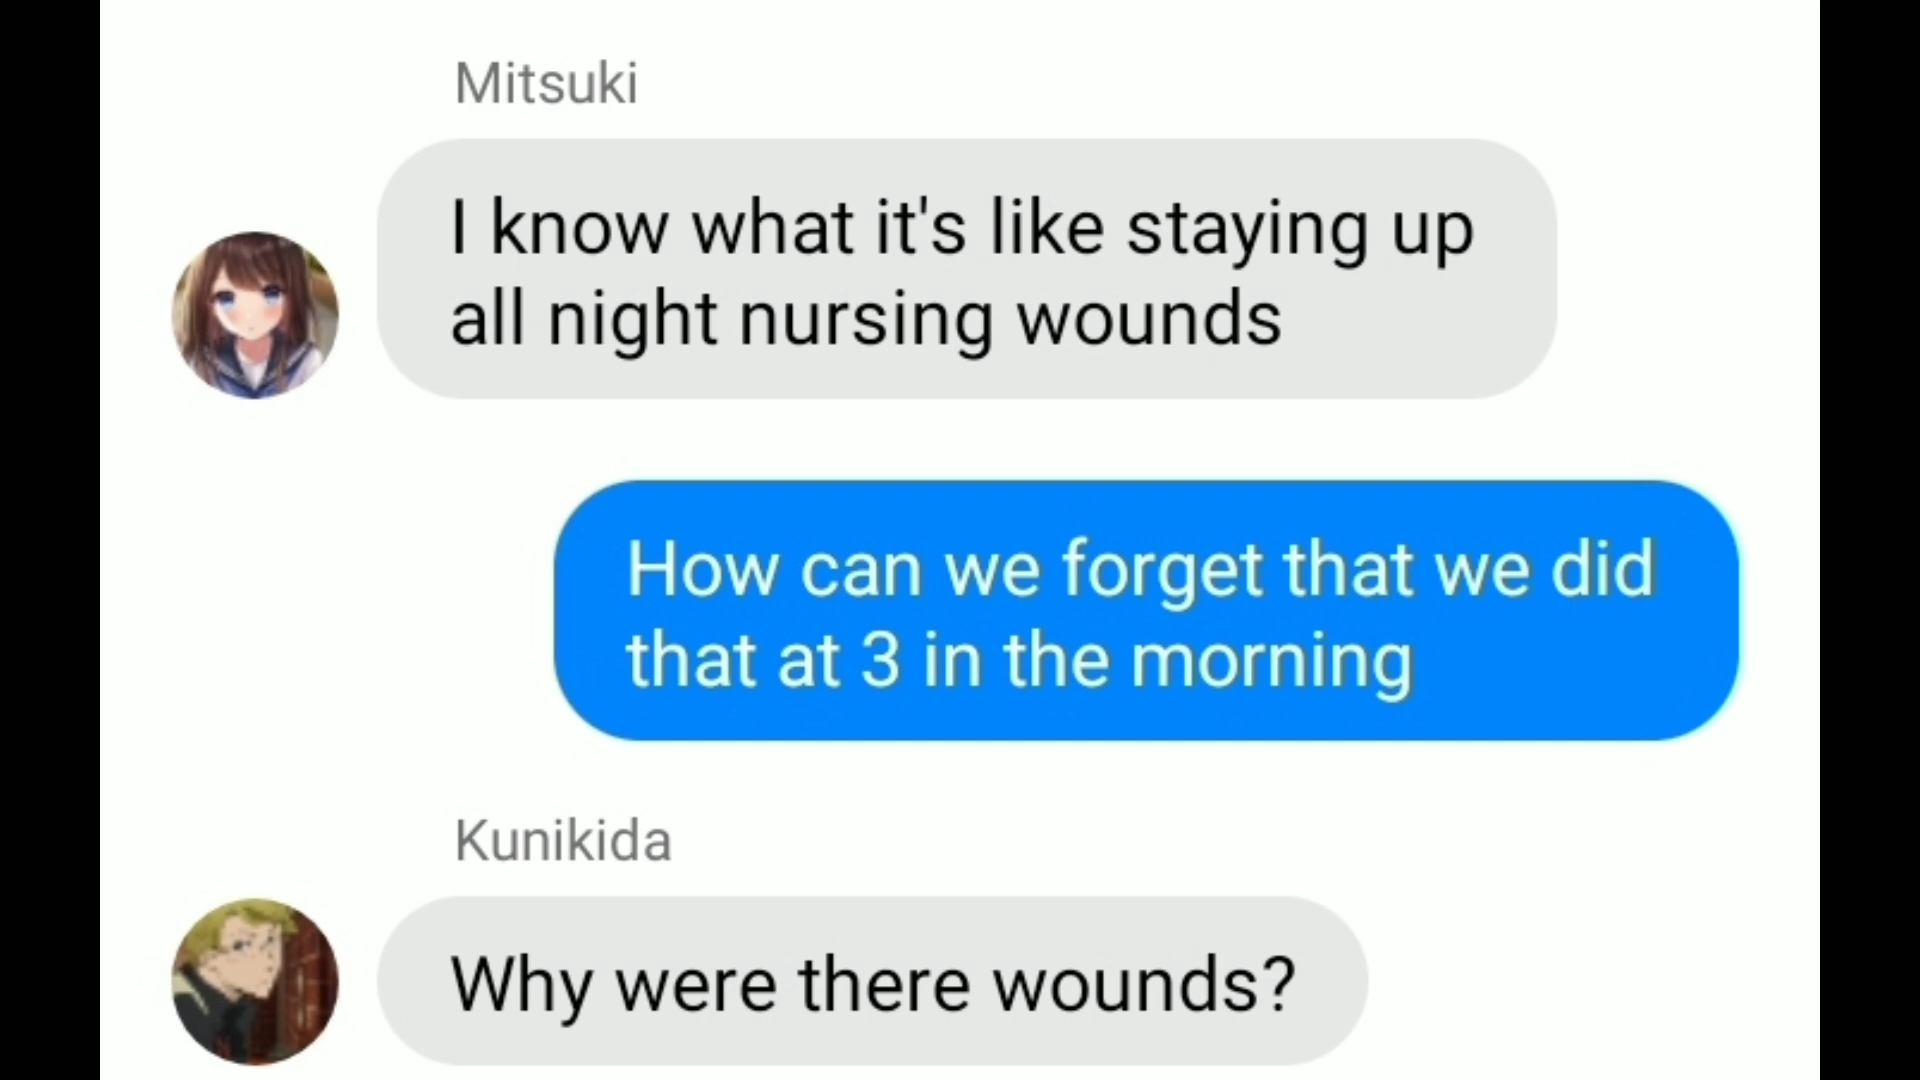 Mitsuki
I know what it's like staying up
all night nursing wounds
How can we forget that we did
that at 3 in the morning
Kunikida
Why were there wounds?